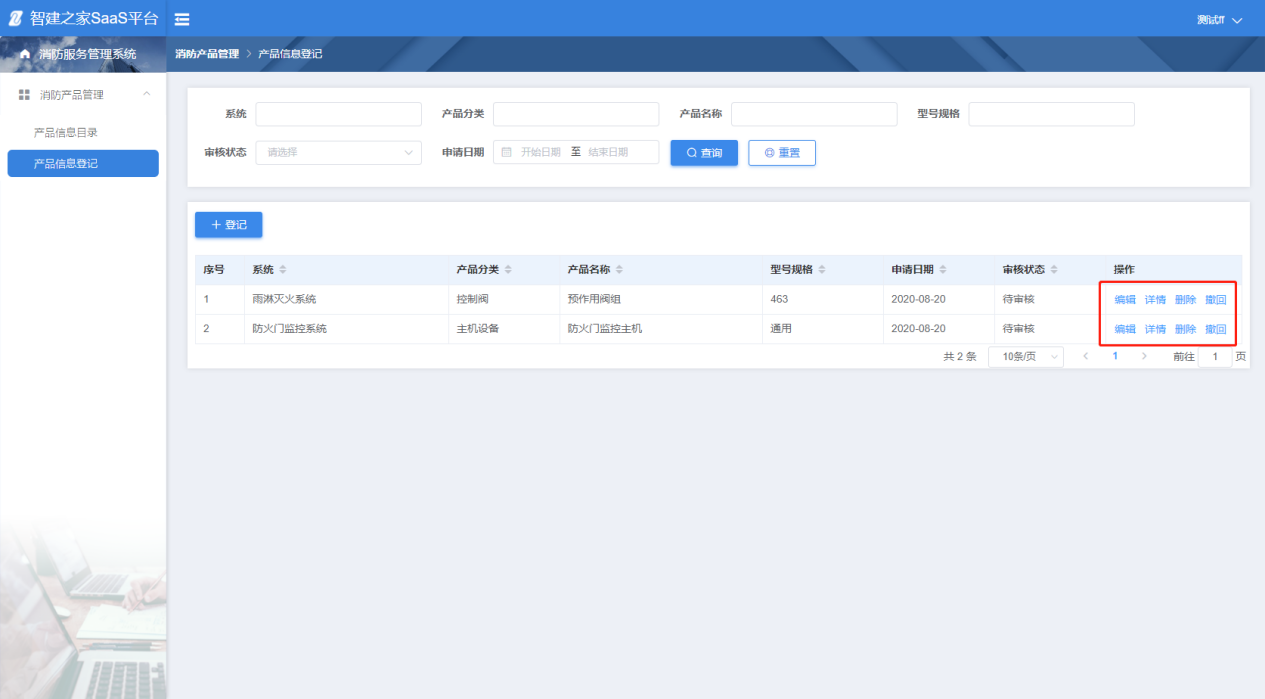 智建之家SaaS平台
消防服务管理系统
消防产品管理 > 产品信息登记
消防产品管理
产品信息目录
产品信息登记
系统 产品分类 产品名称 型号规格
审核状态 请选择 申请日期 开始日期 至 结束日期 查询 重置
+ 登记
序号 系统 产品分类 产品名称 型号规格 申请日期 审核状态 操作
1 雨淋灭火系统 控制阀 预作用阀组 463 2020-08-20 待审核 编辑 详情 删除 撤回
2 防火门监控系统 主机设备 防火门监控主机 通用 2020-08-20 待审核 编辑 详情 删除 撤回
共 2 条 10条/页 < 1 > 前往 1 页